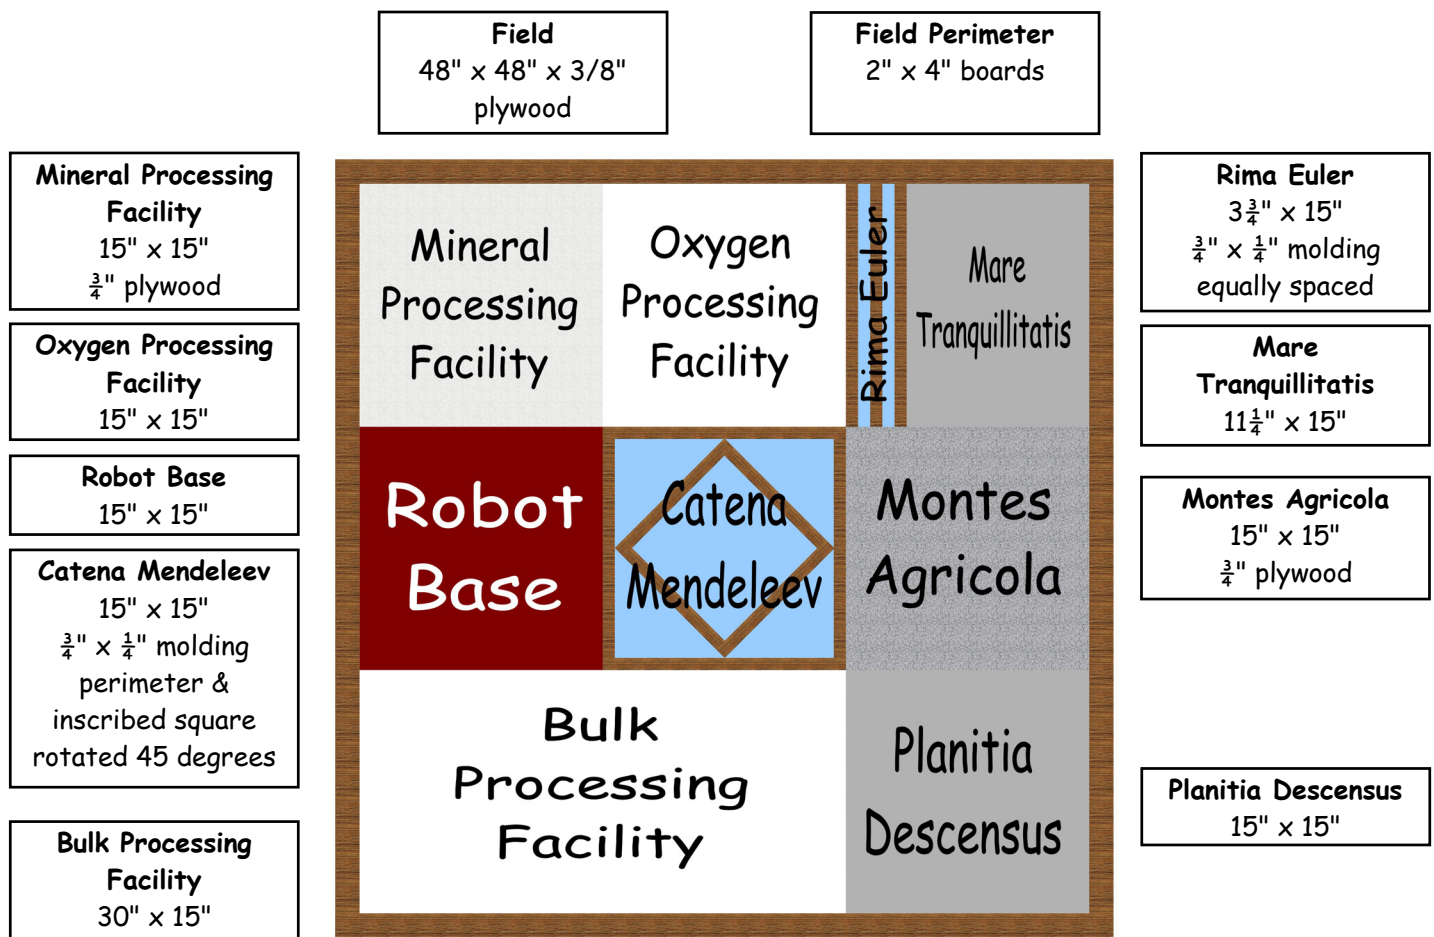 Field
48" x 48" x 3/8"
plywood
Field Perimeter
2" x 4" boards
Mineral Processing
Facility
15" x 15"
¾" plywood
Oxygen Processing
Facility
15" x 15"
Robot Base
15" x 15"
Catena Mendeleev
15" x 15"
¾" x ¼" molding
perimeter &
inscribed square
rotated 45 degrees
Bulk Processing
Facility
30" x 15"
Mineral
Processing
Facility
Oxygen
Processing
Facility
Rima Euler
Mare
Tranquillitatis
Robot
Base
Catena
Mendeleev
Montes
Agricola
Bulk
Processing
Facility
Planitia
Descensus
Rima Euler
3¾" x 15"
¾" x ¼" molding
equally spaced
Mare
Tranquillitatis
11¼" x 15"
Montes Agricola
15" x 15"
¾" plywood
Planitia Descensus
15" x 15"